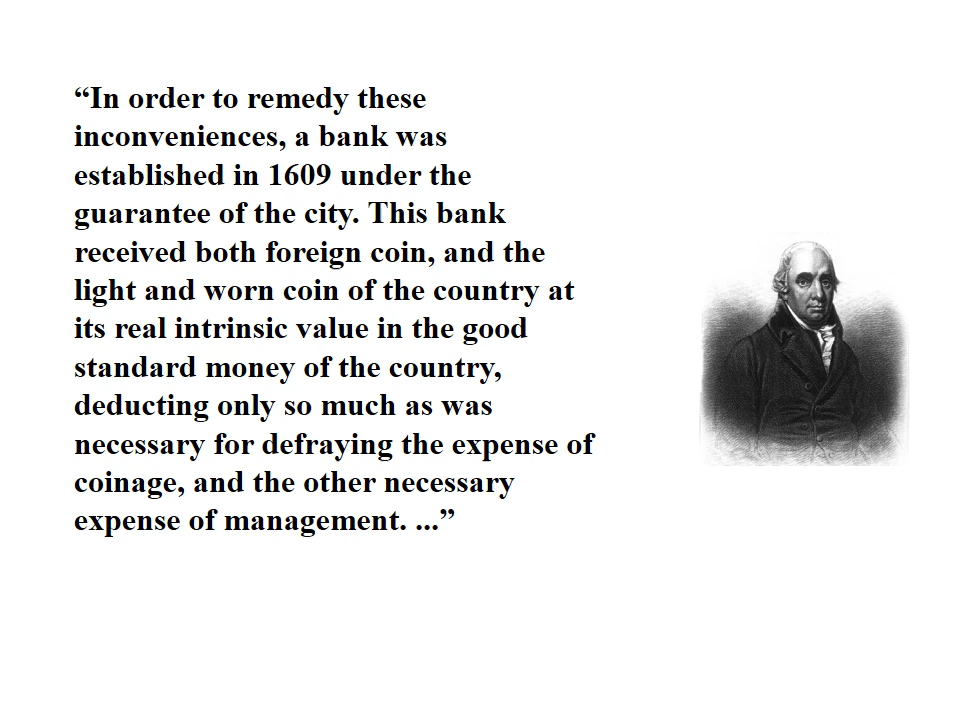 “In order to remedy these
inconveniences, a bank was
established in 1609 under the
guarantee of the city. This bank
received both foreign coin, and the
light and worn coin of the country at
its real intrinsic value in the good
standard money of the country,
deducting only so much as was
necessary for defraying the expense of
coinage, and the other necessary
expense of management. ...”